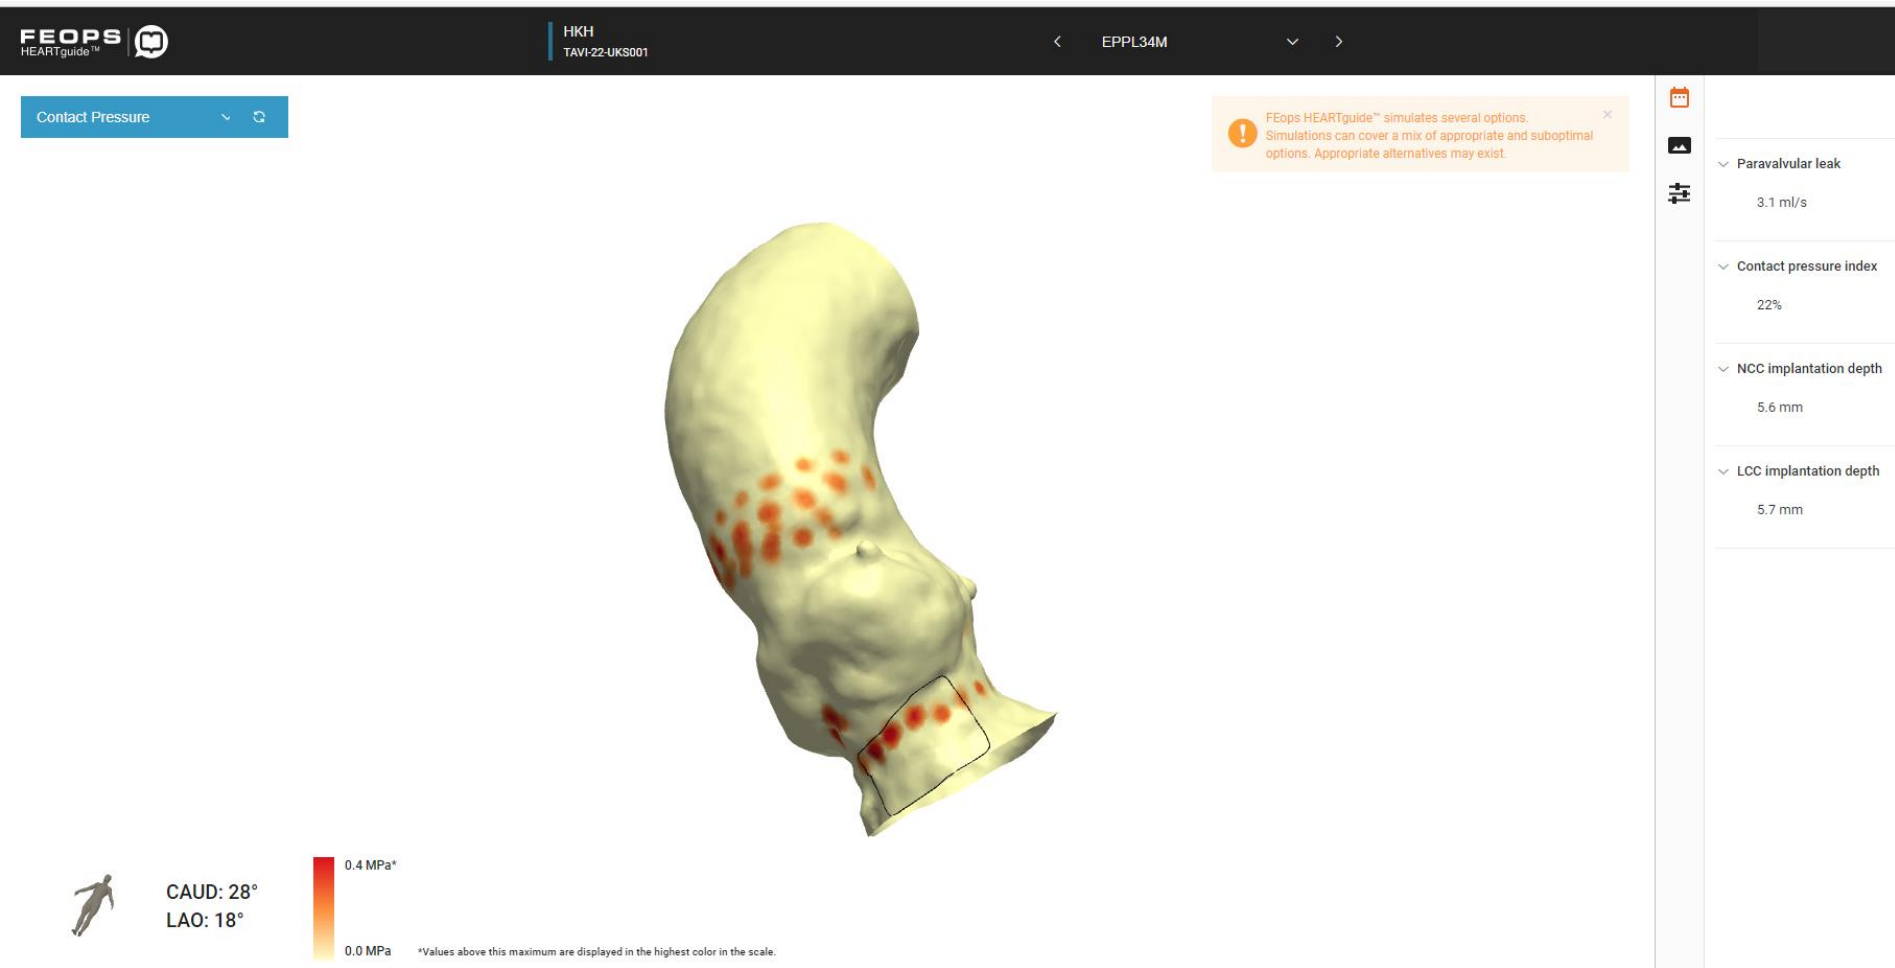 FEOPS
HEARTguide™
HKH
TAVI-22-UKS001
EPPL34M
Contact Pressure
FEops HEARTguide™ simulates several options.
Simulations can cover a mix of appropriate and suboptimal
options. Appropriate alternatives may exist.
Paravalvular leak
3.1 ml/s
Contact pressure index
22%
NCC implantation depth
5.6 mm
LCC implantation depth
5.7 mm
CAUD: 28°
LAO: 18°
0.4 MPa*
0.0 MPa
*Values above this maximum are displayed in the highest color in the scale.